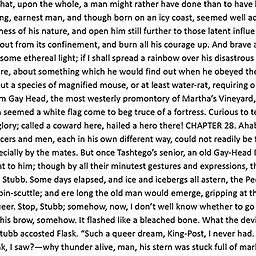 hat, upon the whole, a man might rather have done than to have
ng, earnest man, and though born on an icy coast, seemed well ad
ness of his nature, and open him still further to those latent influe
out from its confinement, and burn all his courage up. And brave a
some ethereal light; if I shall spread a rainbow over his disastrous
re, about something which he would find out when he obeyed the
ut a species of magnified mouse, or at least water-rat, requiring o
m Gay Head, the most westerly promontory of Martha's Vineyard,
seemed a white flag come to beg truce of a fortress. Curious to te
glory; called a coward here, hailed a hero there! CHAPTER 28. Ahab
cers and men, each in his own different way, could not readily be f
ecially by the mates. But once Tashtego's senior, an old Gay-Head I
at to him; though by all their minutest gestures and expressions, th
Stubb. Some days elapsed, and ice and icebergs all astern, the Pe
bin-scuttle; and ere long the old man would emerge, gripping at th
ueer. Stop, Stubb; somehow, now, I don't well know whether to go
his brow, somehow. It flashed like a bleached bone. What the devi
tubb accosted Flask. "Such a queer dream, King-Post, I never had.
k, I saw?—why thunder alive, man, his stern was stuck full of mar